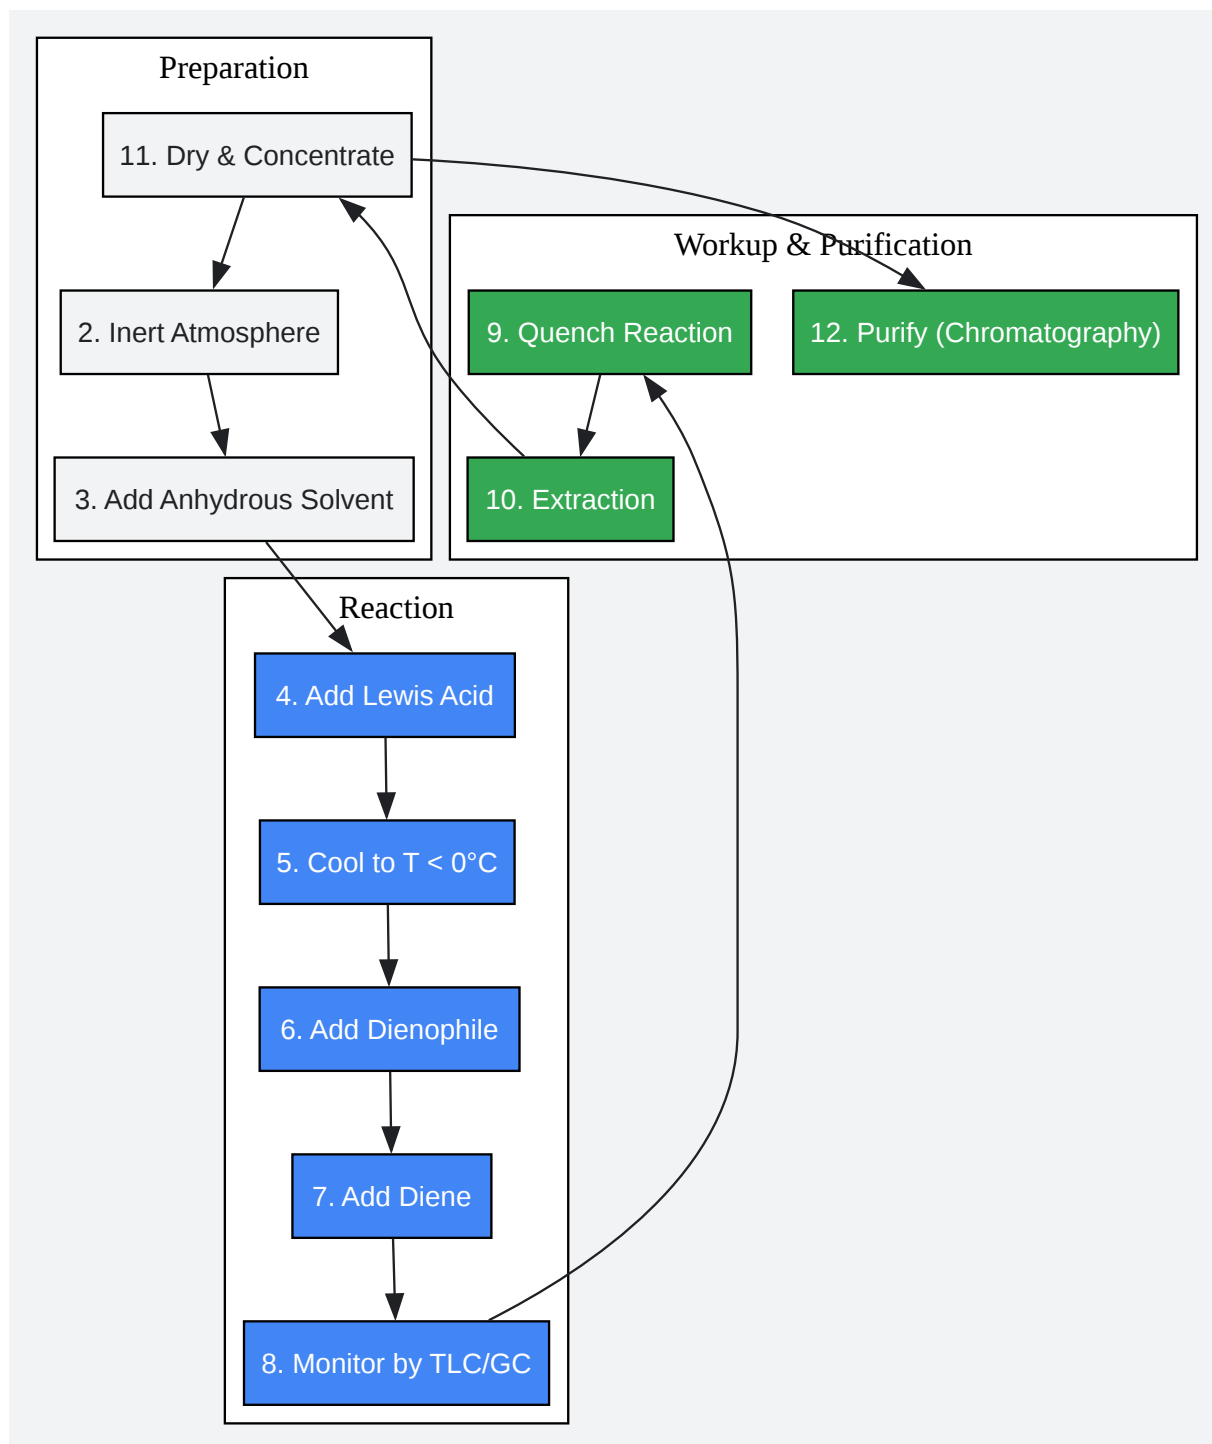 Preparation
11. Dry & Concentrate
2. Inert Atmosphere
3. Add Anhydrous Solvent
Workup & Purification
9. Quench Reaction
12. Purify (Chromatography)
10. Extraction
Reaction
4. Add Lewis Acid
5. Cool to T < 0°C
6. Add Dienophile
7. Add Diene
8. Monitor by TLC/GC